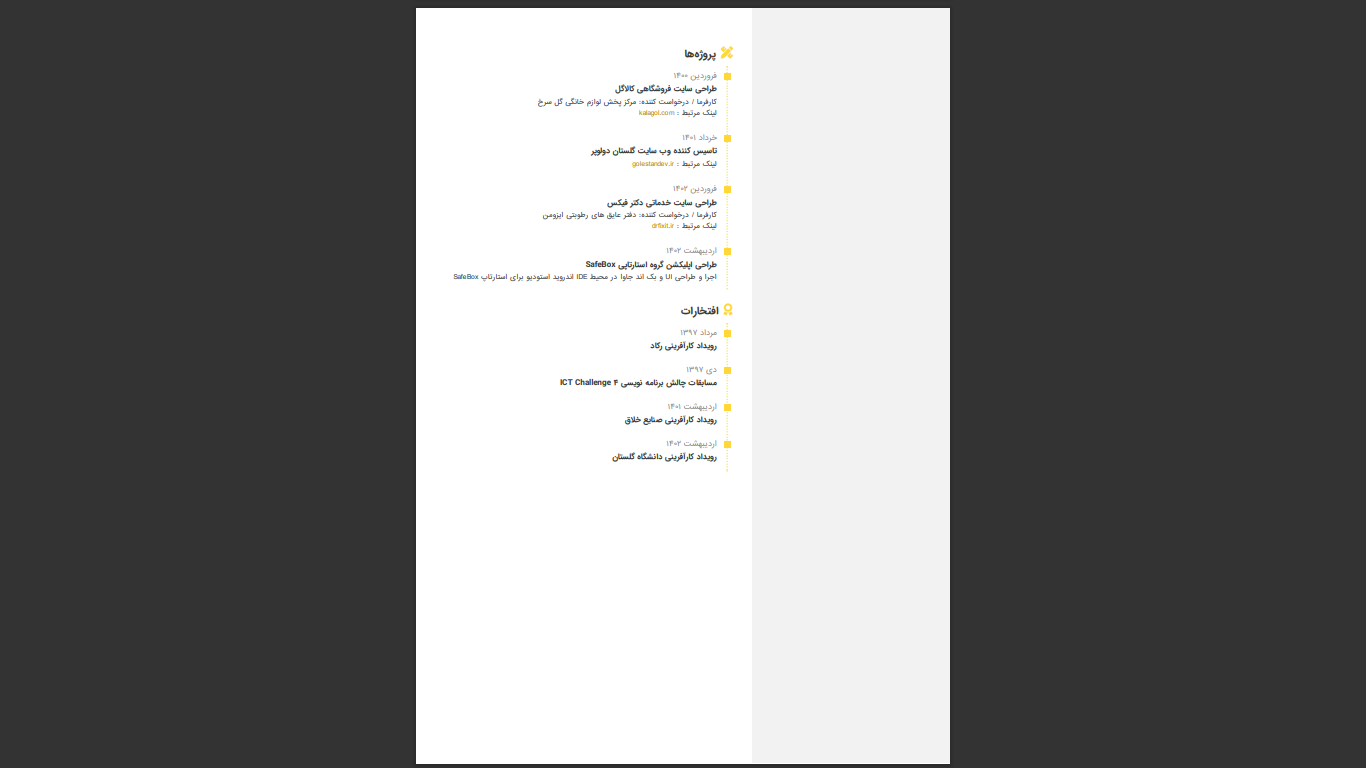 پروژه‌ها
فروردین ۱۴۰۰
طراحی سایت فروشگاهی کالاگل
کارفرما / درخواست کننده: مرکز پخش لوازم خانگی گل سرخ
لینک مرتبط : kalagol.com
خرداد ۱۴۰۱
تاسیس کننده وب سایت گلستان دولوپر
لینک مرتبط : golestandev.ir
فروردین ۱۴۰۲
طراحی سایت خدماتی دکتر فیکس
کارفرما / درخواست کننده: دفتر عایق های رطوبتی ایزومن
لینک مرتبط : drfixit.ir
اردیبهشت ۱۴۰۲
طراحی اپلیکشن گروه استارتاپی SafeBox
اجرا و طراحی UI و بک اند جاوا در محیط IDE اندروید استودیو برای استارتاپ SafeBox
افتخارات
مرداد ۱۳۹۷
رویداد کارآفرینی رکاد
دی ۱۳۹۷
مسابقات چالش برنامه نویسی ICT Challenge ۴
اردیبهشت ۱۴۰۱
رویداد کارآفرینی صنایع خلاق
اردیبهشت ۱۴۰۲
رویداد کارآفرینی دانشگاه گلستان